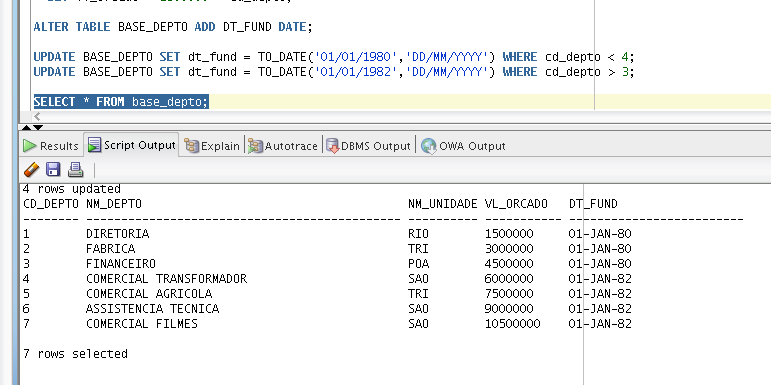 ALTER TABLE BASE_DEPTO ADD DT_FUND DATE;
UPDATE BASE_DEPTO SET dt_fund = TO_DATE('01/01/1980','DD/MM/YYYY') WHERE cd_depto < 4;
UPDATE BASE_DEPTO SET dt_fund = TO_DATE('01/01/1982','DD/MM/YYYY') WHERE cd_depto > 3;
SELECT * FROM base_depto;
Results Script Output Explain Autotrace DBMS Output OWA Output
4 rows updated
CD_DEPTO NM_DEPTO NM_UNIDADE VL_ORCADO DT_FUND
1 DIRETORIA RIO 1500000 01-JAN-80
2 FABRICA TRI 3000000 01-JAN-80
3 FINANCEIRO POA 4500000 01-JAN-80
4 COMERCIAL TRANSFORMADOR SAO 6000000 01-JAN-82
5 COMERCIAL AGRICOLA TRI 7500000 01-JAN-82
6 ASSISTENCIA TECNICA SAO 9000000 01-JAN-82
7 COMERCIAL FILMES SAO 10500000 01-JAN-82
7 rows selected